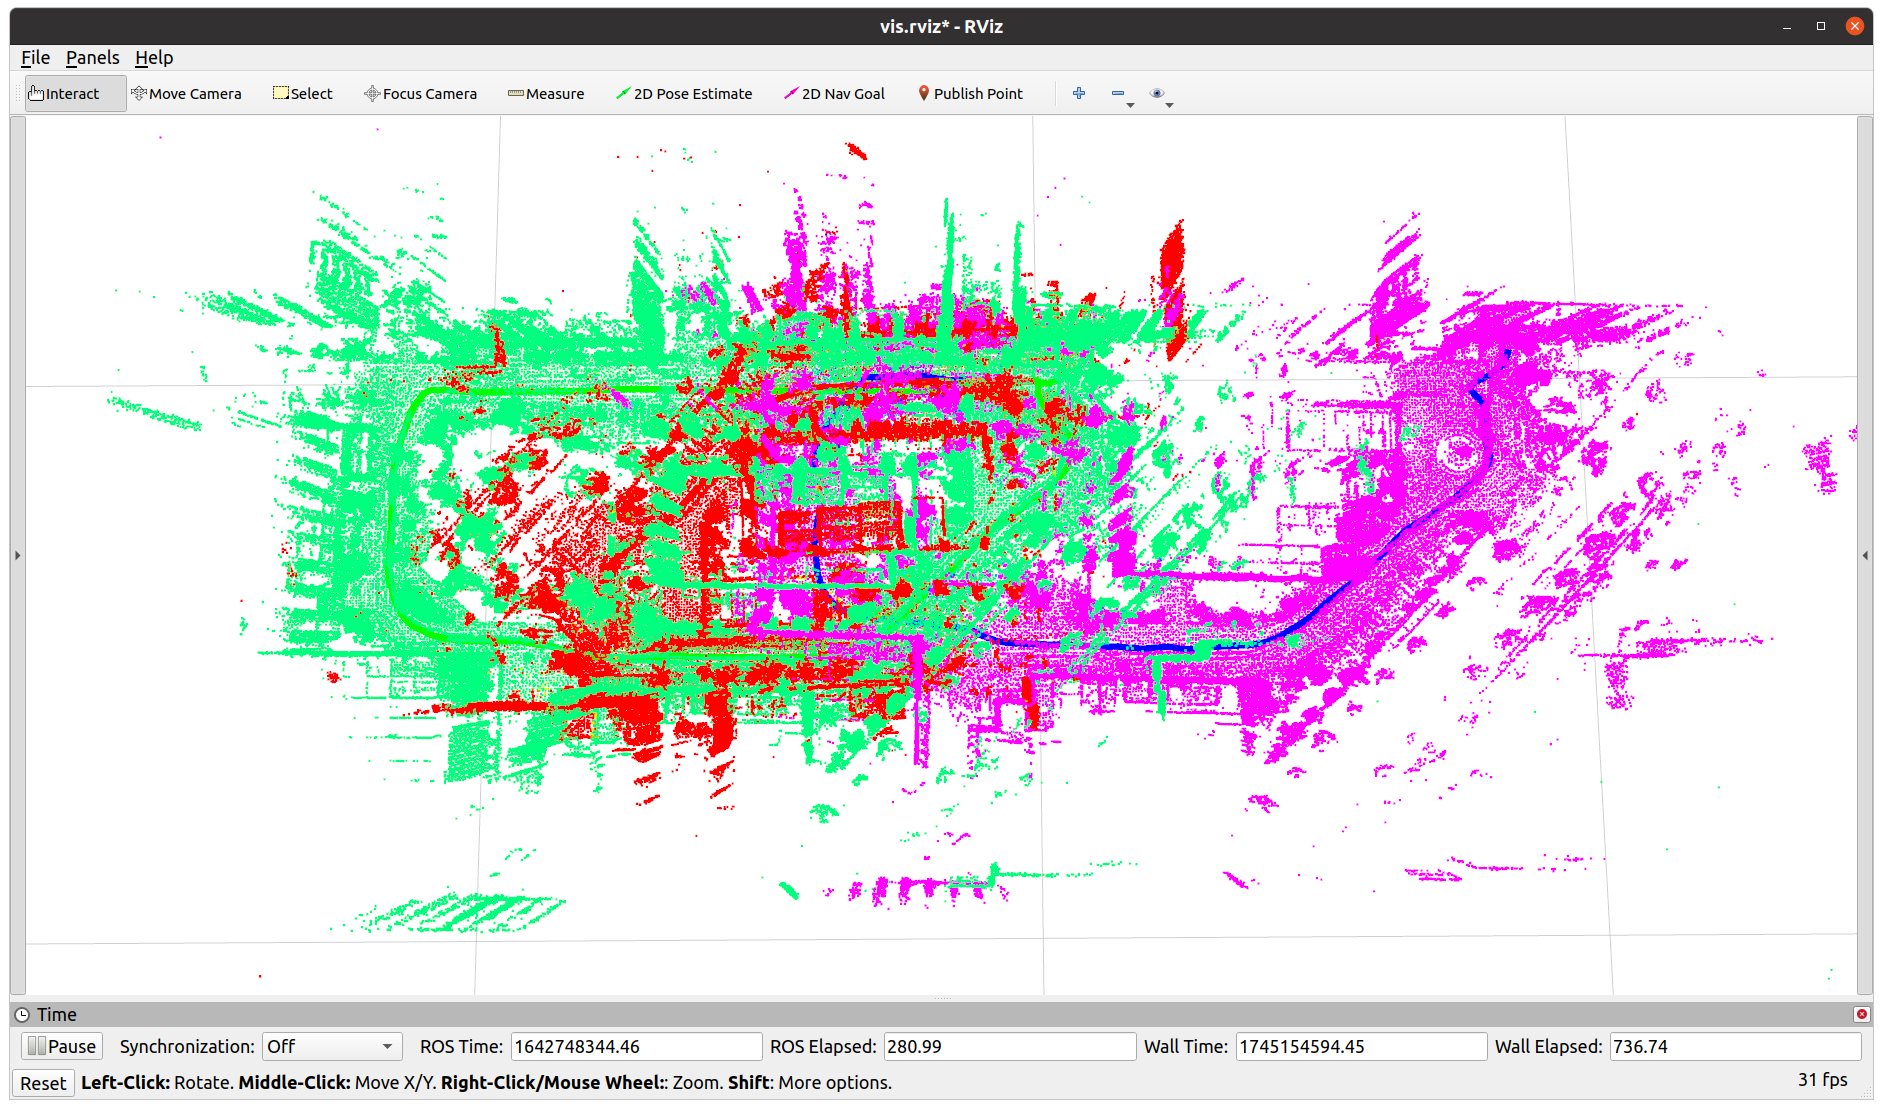 vis.rviz* - RViz
File Panels Help
Interact Move Camera Select Focus Camera Measure 2D Pose Estimate 2D Nav Goal Publish Point
Time
Pause Synchronization: Off ROS Time: 1642748344.46 ROS Elapsed: 280.99 Wall Time: 1745154594.45 Wall Elapsed: 736.74
Reset Left-Click: Rotate. Middle-Click: Move X/Y. Right-Click/Mouse Wheel:: Zoom. Shift: More options. 31 fps